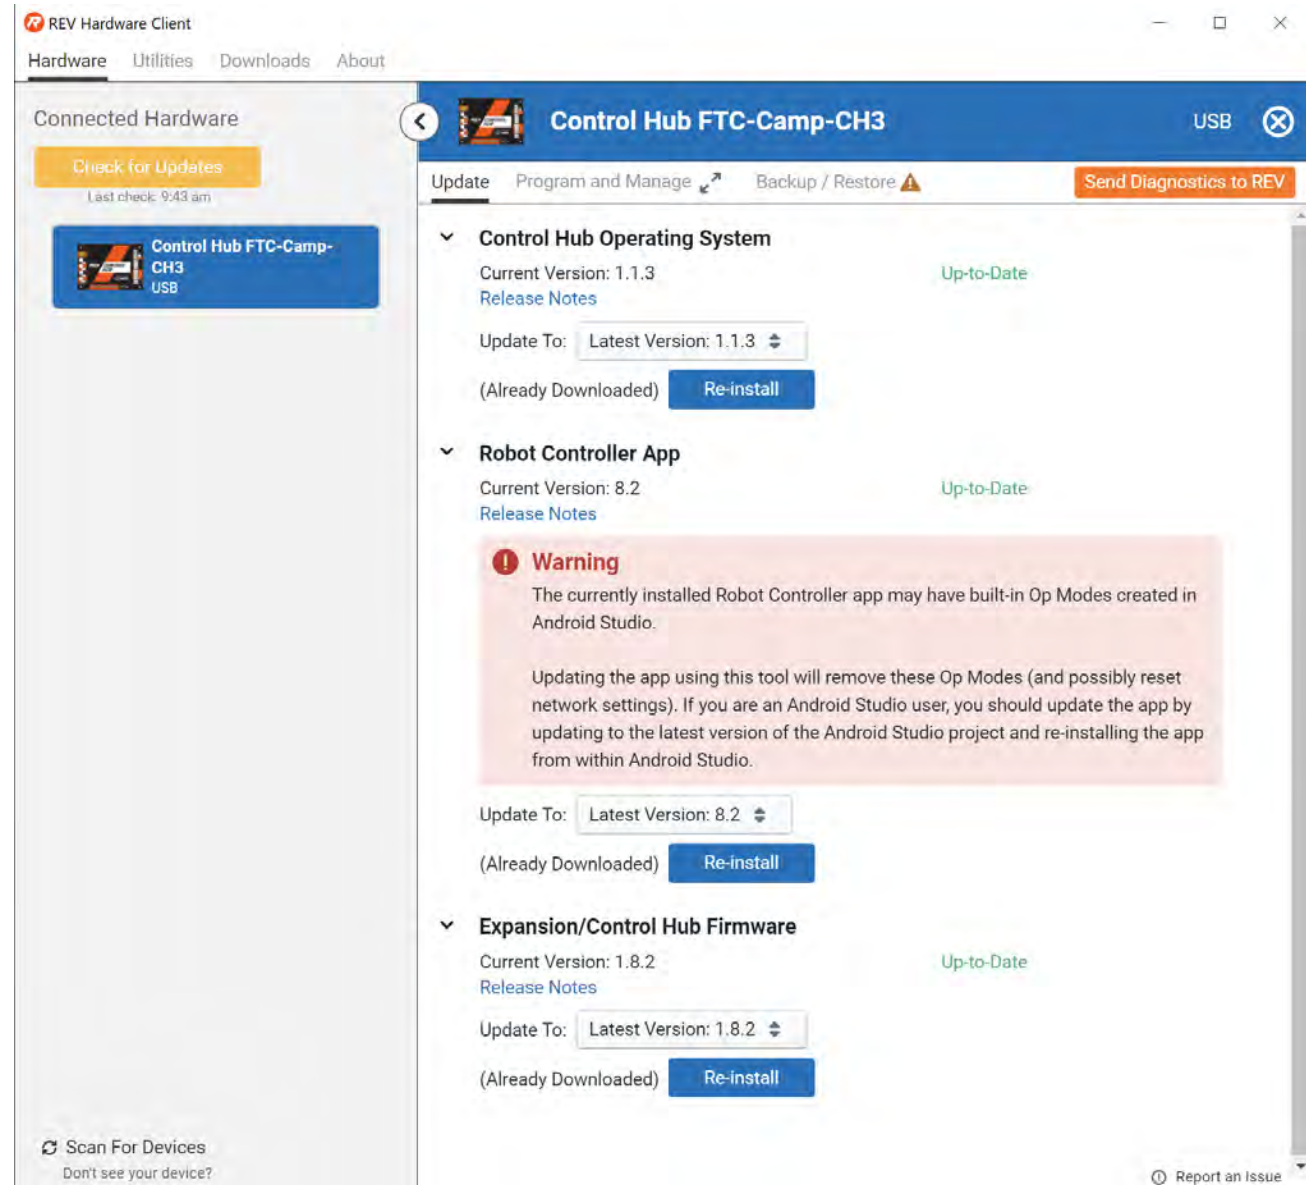 REV Hardware Client
Hardware Utilities Downloads About
Connected Hardware
Check for Updates
Last check: 9:43 am
Control Hub FTC-Camp-
CH3
USB
Control Hub FTC-Camp-CH3 USB
Update Program and Manage Backup / Restore Send Diagnostics to REV
Control Hub Operating System
Current Version: 1.1.3 Up-to-Date
Release Notes
Update To: Latest Version: 1.1.3
(Already Downloaded) Re-install
Robot Controller App
Current Version: 8.2 Up-to-Date
Release Notes
Warning
The currently installed Robot Controller app may have built-in Op Modes created in
Android Studio.
Updating the app using this tool will remove these Op Modes (and possibly reset
network settings). If you are an Android Studio user, you should update the app by
updating to the latest version of the Android Studio project and re-installing the app
from within Android Studio.
Update To: Latest Version: 8.2
(Already Downloaded) Re-install
Expansion/Control Hub Firmware
Current Version: 1.8.2 Up-to-Date
Release Notes
Update To: Latest Version: 1.8.2
(Already Downloaded) Re-install
Scan For Devices
Don't see your device?
Report an Issue